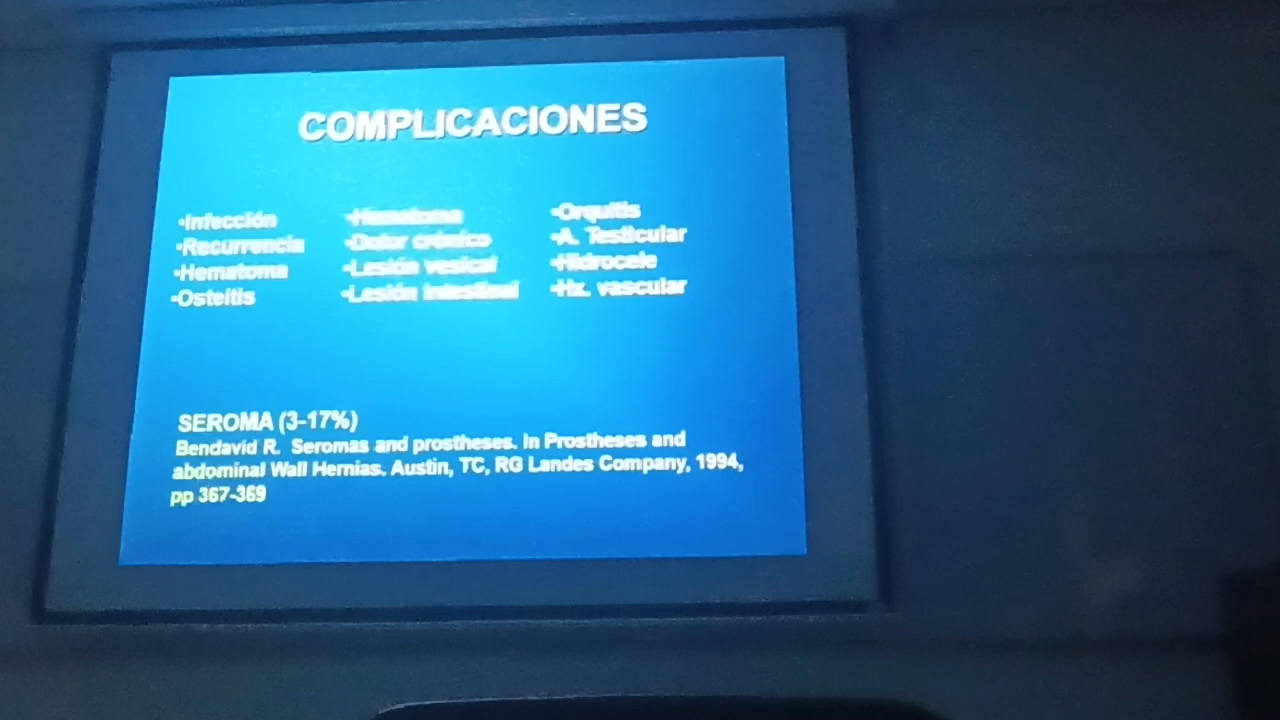 COMPLICACIONES
•Infección
•Recurrencia
•Hematoma
•Osteítis
•Hematoma
•Dolor crónico
•Lesión vesical
•Lesión intestinal
•Orquitis
•A. Testicular
•Hidrocele
•Hx. vascular
SEROMA (3-17%)
Bendavid R. Seromas and prostheses. In Prostheses and
abdominal Wall Hernias. Austin, TC, RG Landes Company, 1994,
pp 367-369